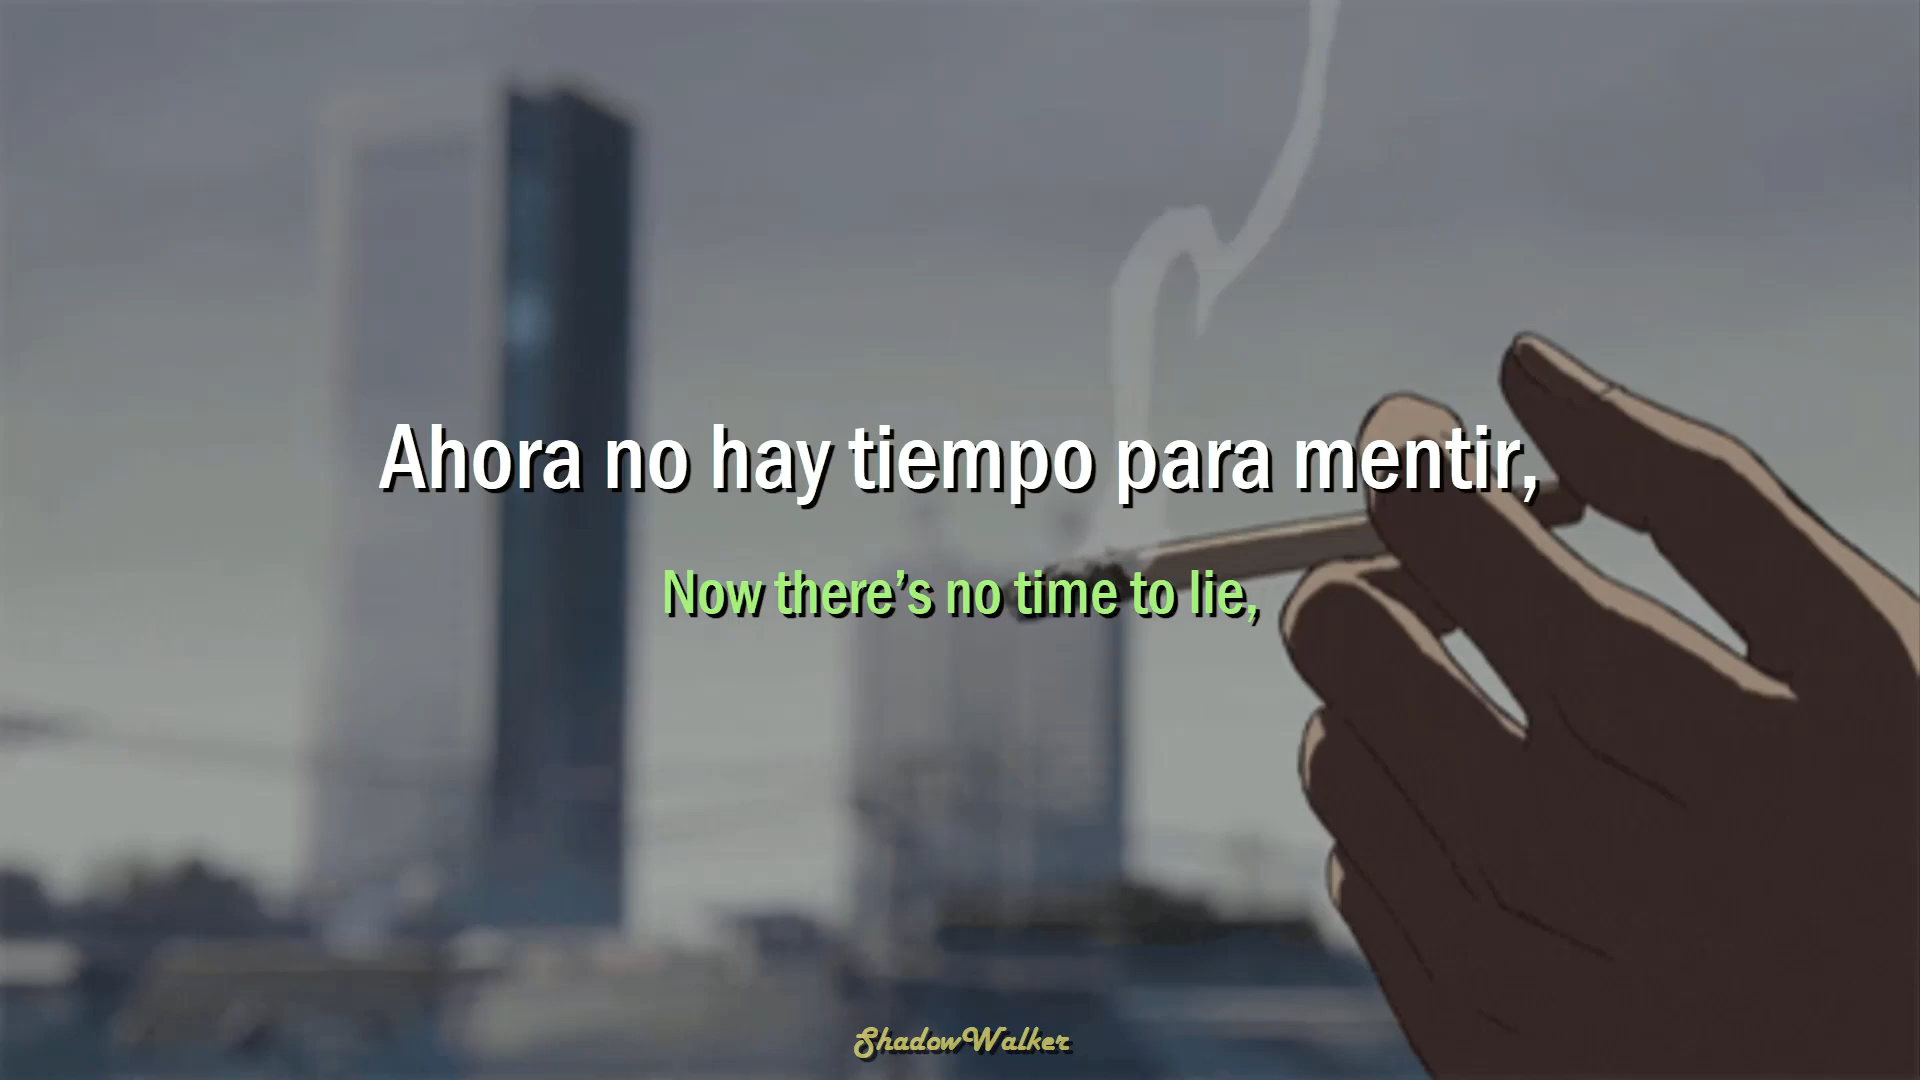 Ahora no hay tiempo para mentir,
Now there’s no time to lie,
ShadowWalker